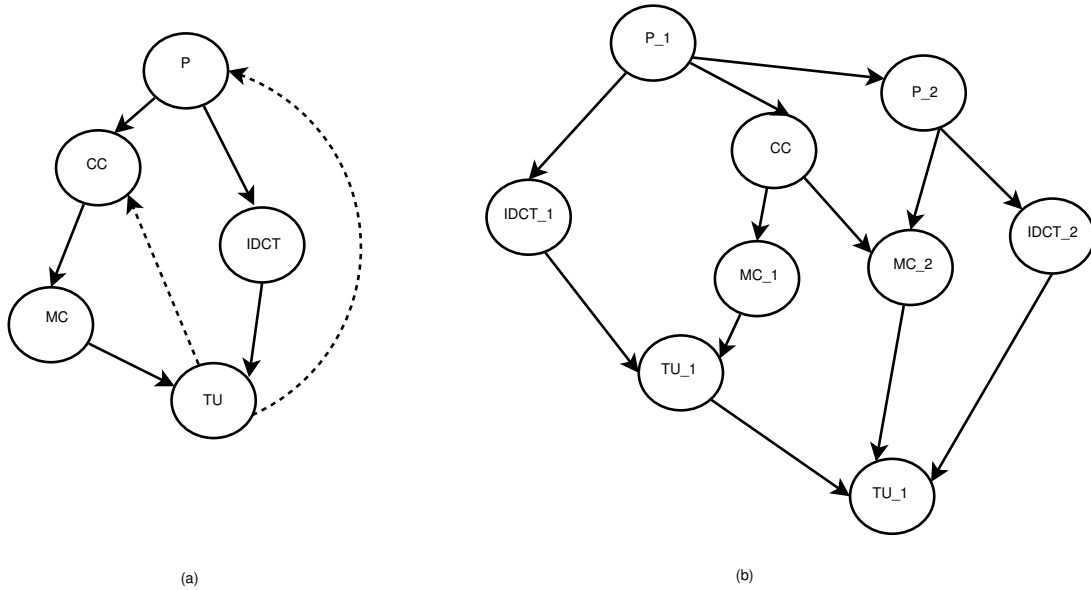 P
CC
IDCT
MC
TU
(a)
P_1
P_2
CC
IDCT_1
IDCT_2
MC_1
MC_2
TU_1
TU_1
(b)